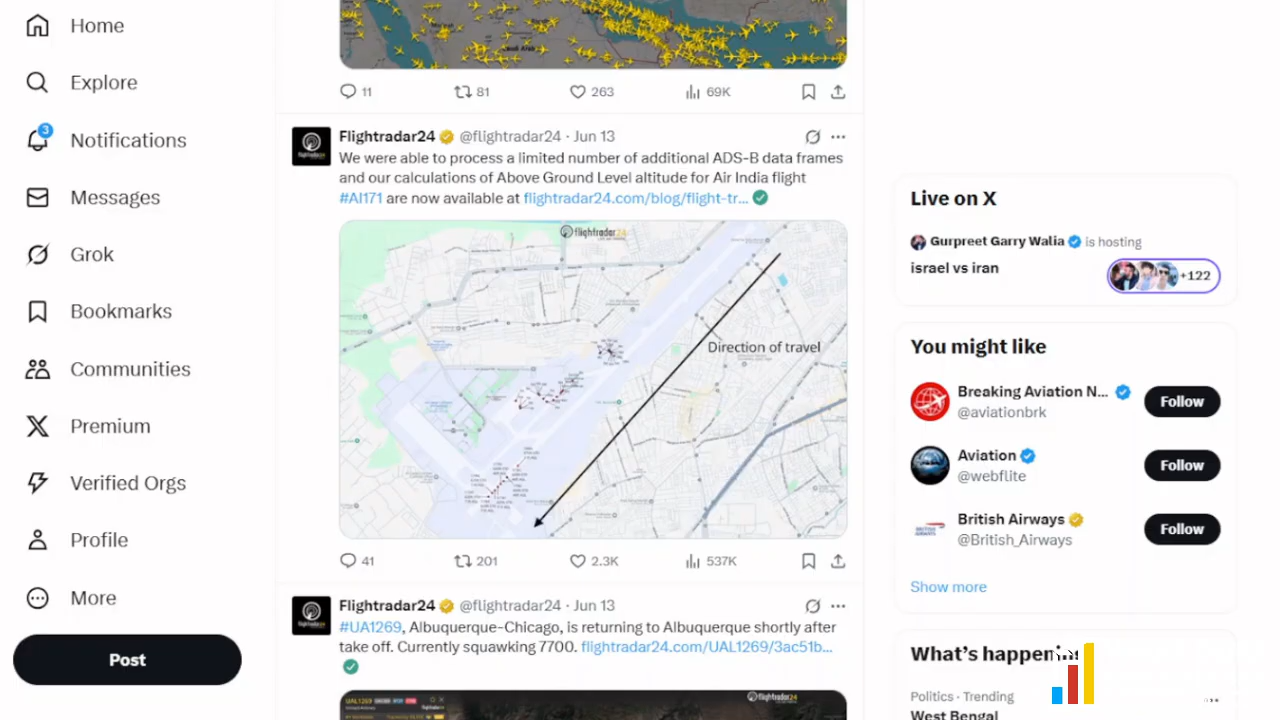 Home
Explore
3
Notifications
Messages
Grok
Bookmarks
Communities
Premium
Verified Orgs
Profile
More
Post
11
81
263
69K
Flightradar24 @flightradar24 · Jun 13
We were able to process a limited number of additional ADS-B data frames
and our calculations of Above Ground Level altitude for Air India flight
#AI171 are now available at flightradar24.com/blog/flight-tr...
flightradar24
Direction of travel
41
201
2.3K
537K
Flightradar24 @flightradar24 · Jun 13
#UA1269, Albuquerque-Chicago, is returning to Albuquerque shortly after
take off. Currently squawking 7700. flightradar24.com/UAL1269/3ac51b...
UAL1269
flightradar24
Live on X
Gurpreet Garry Walia is hosting
israel vs iran
+122
You might like
Breaking Aviation N...
@aviationbrk
Follow
Aviation
@webflite
Follow
British Airways
@British_Airways
Follow
Show more
What's happening
Politics · Trending
West Bengal